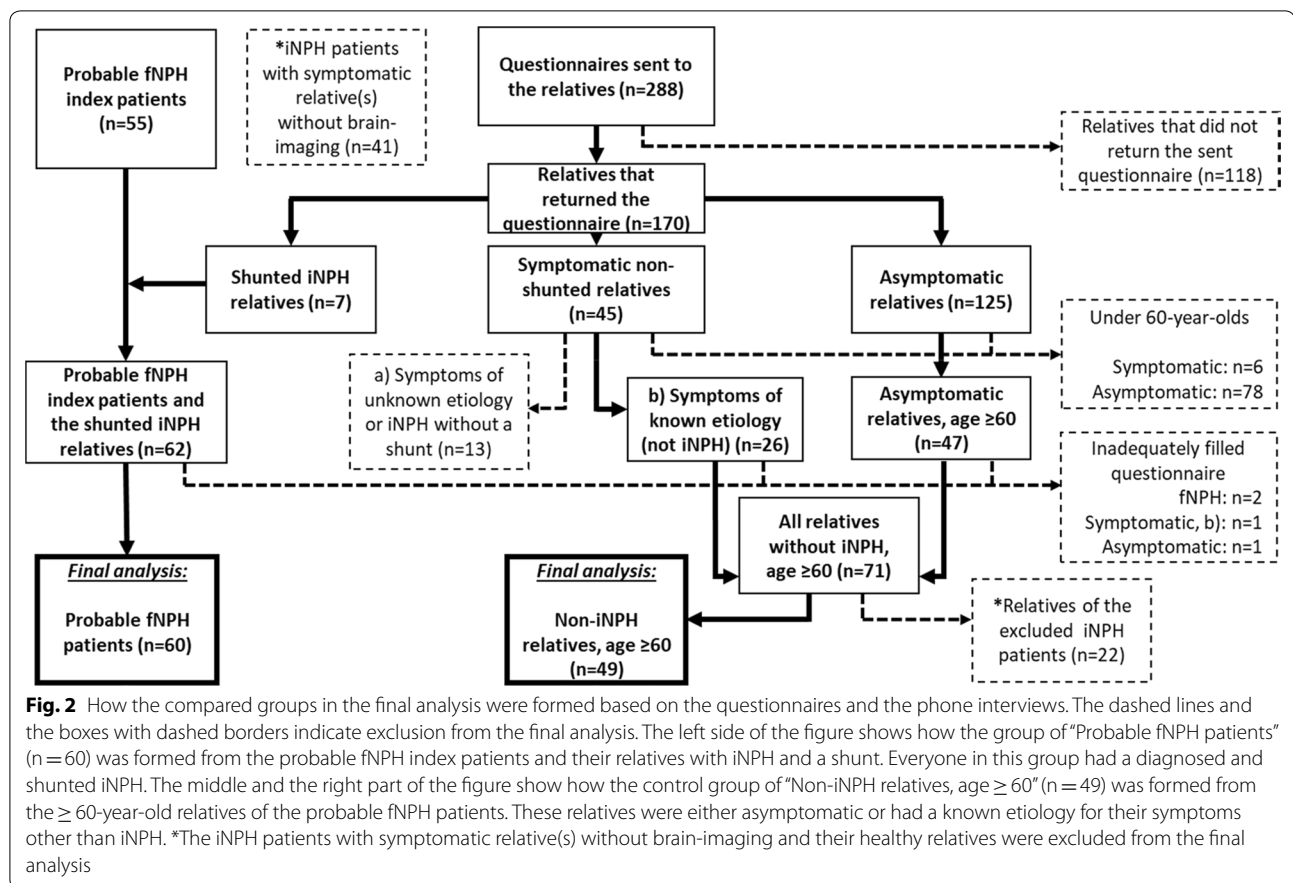 Probable fNPH
index patients
(n=55)
*iNPH patients
with symptomatic
relative(s)
without brain-
imaging (n=41)
Questionnaires sent
to the relatives (n=288)
Relatives that did not
return the sent
questionnaire (n=118)
Relatives that
returned the
questionnaire (n=170)
Shunted iNPH
relatives (n=7)
Symptomatic non-
shunted relatives
(n=45)
Asymptomatic
relatives (n=125)
Under 60-year-olds
Symptomatic: n=6
Asymptomatic: n=78
Probable fNPH
index patients and
the shunted iNPH
relatives (n=62)
a) Symptoms of
unknown etiology
or iNPH without a
shunt (n=13)
b) Symptoms of
known etiology
(not iNPH) (n=26)
Asymptomatic
relatives, age ≥60
(n=47)
Inadequately filled
questionnaire
fNPH: n=2
Symptomatic, b): n=1
Asymptomatic: n=1
All relatives
without iNPH,
age ≥60 (n=71)
Final analysis:
Probable fNPH
patients (n=60)
Final analysis:
Non-iNPH
relatives, age ≥60
(n=49)
*Relatives of the
excluded iNPH
patients (n=22)
Fig. 2 How the compared groups in the final analysis were formed based on the questionnaires and the phone interviews. The dashed lines and
the boxes with dashed borders indicate exclusion from the final analysis. The left side of the figure shows how the group of “Probable fNPH patients”
(n = 60) was formed from the probable fNPH index patients and their relatives with iNPH and a shunt. Everyone in this group had a diagnosed and
shunted iNPH. The middle and the right part of the figure show how the control group of “Non-iNPH relatives, age ≥ 60” (n = 49) was formed from
the ≥ 60-year-old relatives of the probable fNPH patients. These relatives were either asymptomatic or had a known etiology for their symptoms
other than iNPH. *The iNPH patients with symptomatic relative(s) without brain-imaging and their healthy relatives were excluded from the final
analysis